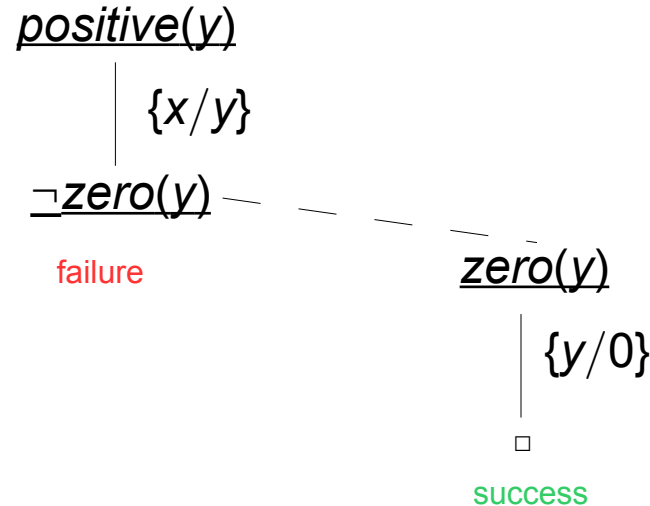 positive(y)
{x/y}
¬zero(y)
failure
zero(y)
{y/0}
□
success